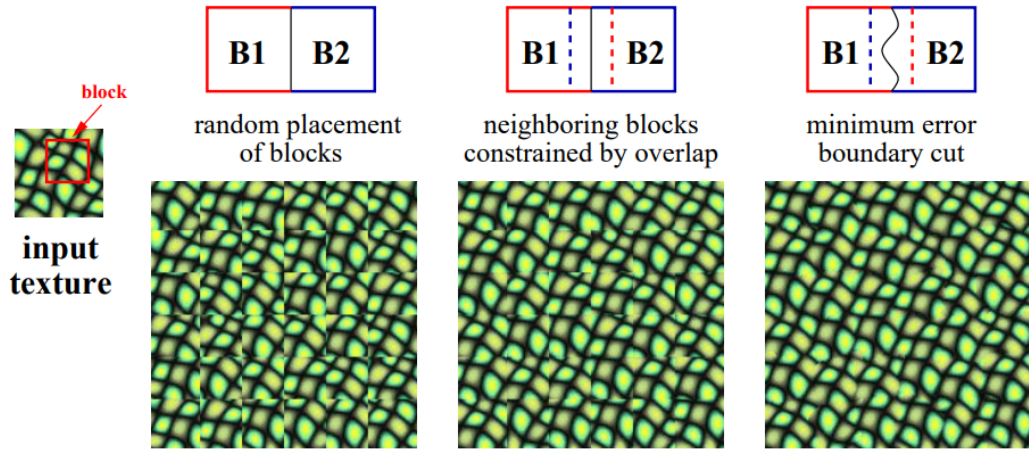 block
input
texture
B1 B2
random placement
of blocks
B1 B2
neighboring blocks
constrained by overlap
B1 B2
minimum error
boundary cut